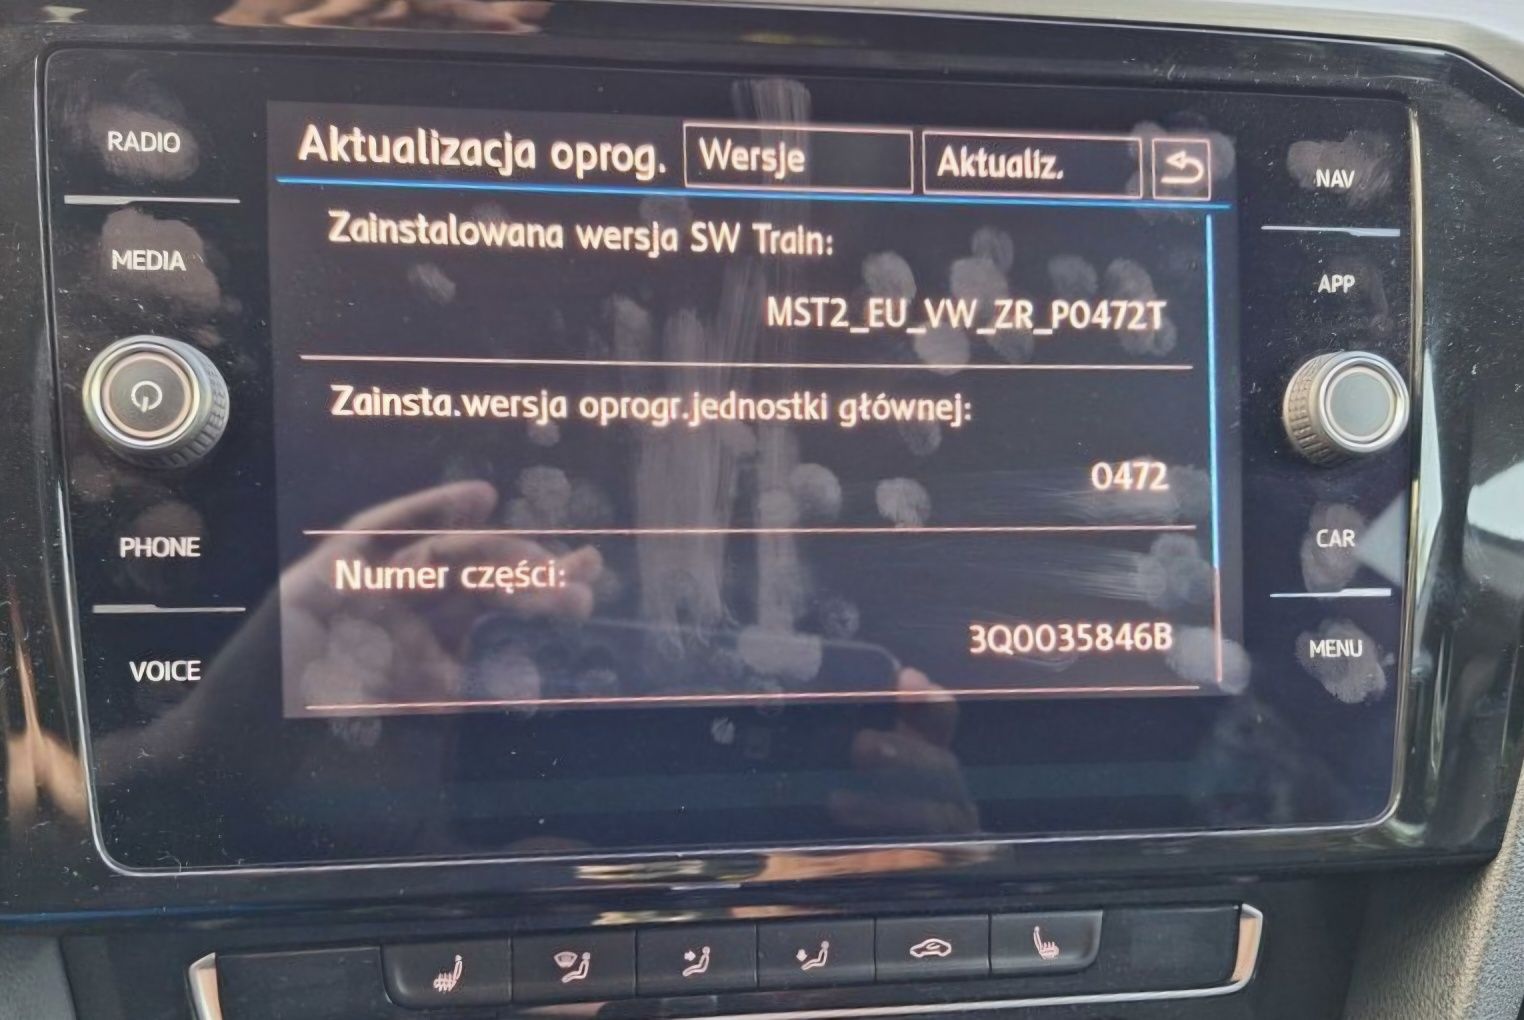 RADIO
MEDIA
PHONE
VOICE
Aktualizacja oprog. Wersje Aktualiz.
Zainstalowana wersja SW Train:
MST2_EU_VW_ZR_P0472T
Zainsta.wersja oprogr.jednostki głównej:
0472
Numer części:
3Q0035846B
NAV
APP
CAR
MENU